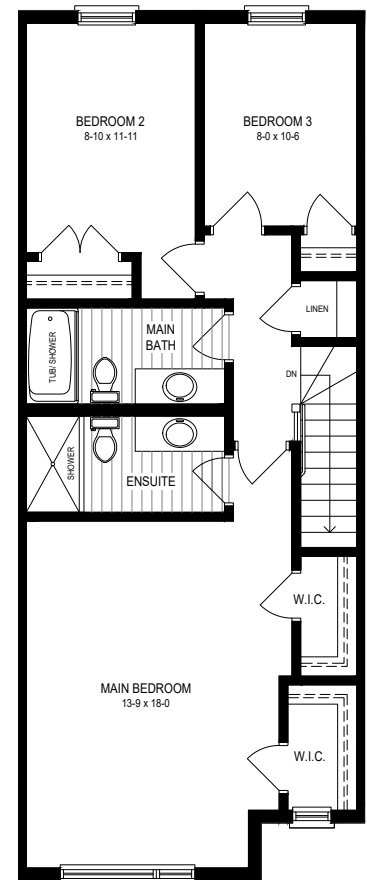 BEDROOM 2
8-10 x 11-11
BEDROOM 3
8-0 x 10-6
LINEN
MAIN
BATH
TUB/ SHOWER
DN
SHOWER
ENSUITE
W.I.C.
MAIN BEDROOM
13-9 x 18-0
W.I.C.